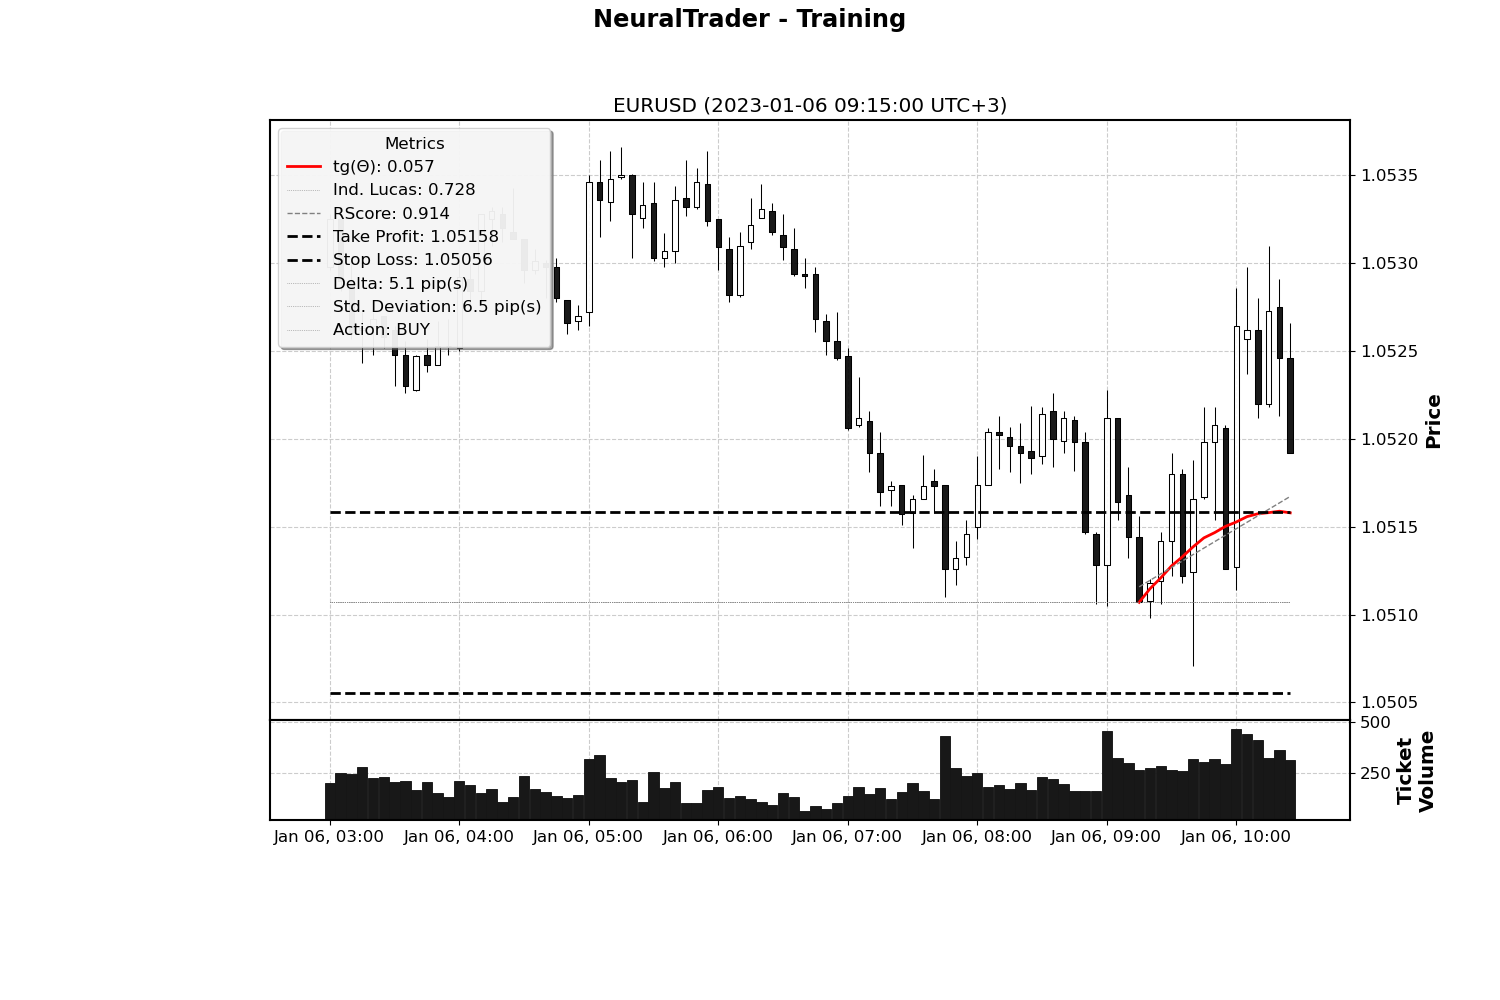 NeuralTrader - Training
EURUSD (2023-01-06 09:15:00 UTC+3)
Metrics
tg(Θ): 0.057
Ind. Lucas: 0.728
RScore: 0.914
Take Profit: 1.05158
Stop Loss: 1.05056
Delta: 5.1 pip(s)
Std. Deviation: 6.5 pip(s)
Action: BUY
1.0535
1.0530
1.0525
1.0520
1.0515
1.0510
1.0505
Price
500
250
Ticket
Volume
Jan 06, 03:00
Jan 06, 04:00
Jan 06, 05:00
Jan 06, 06:00
Jan 06, 07:00
Jan 06, 08:00
Jan 06, 09:00
Jan 06, 10:00